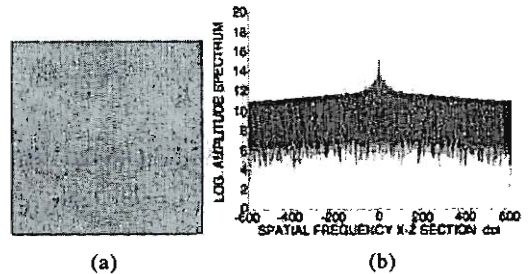 LOG. AMPLITUDE SPECTRUM
20
18
16
14
12
10
8
6
4
2
0
-600 -400 -200 0 200 400 600
SPATIAL FREQUENCY X-Z SECTION dpi
(a) (b)